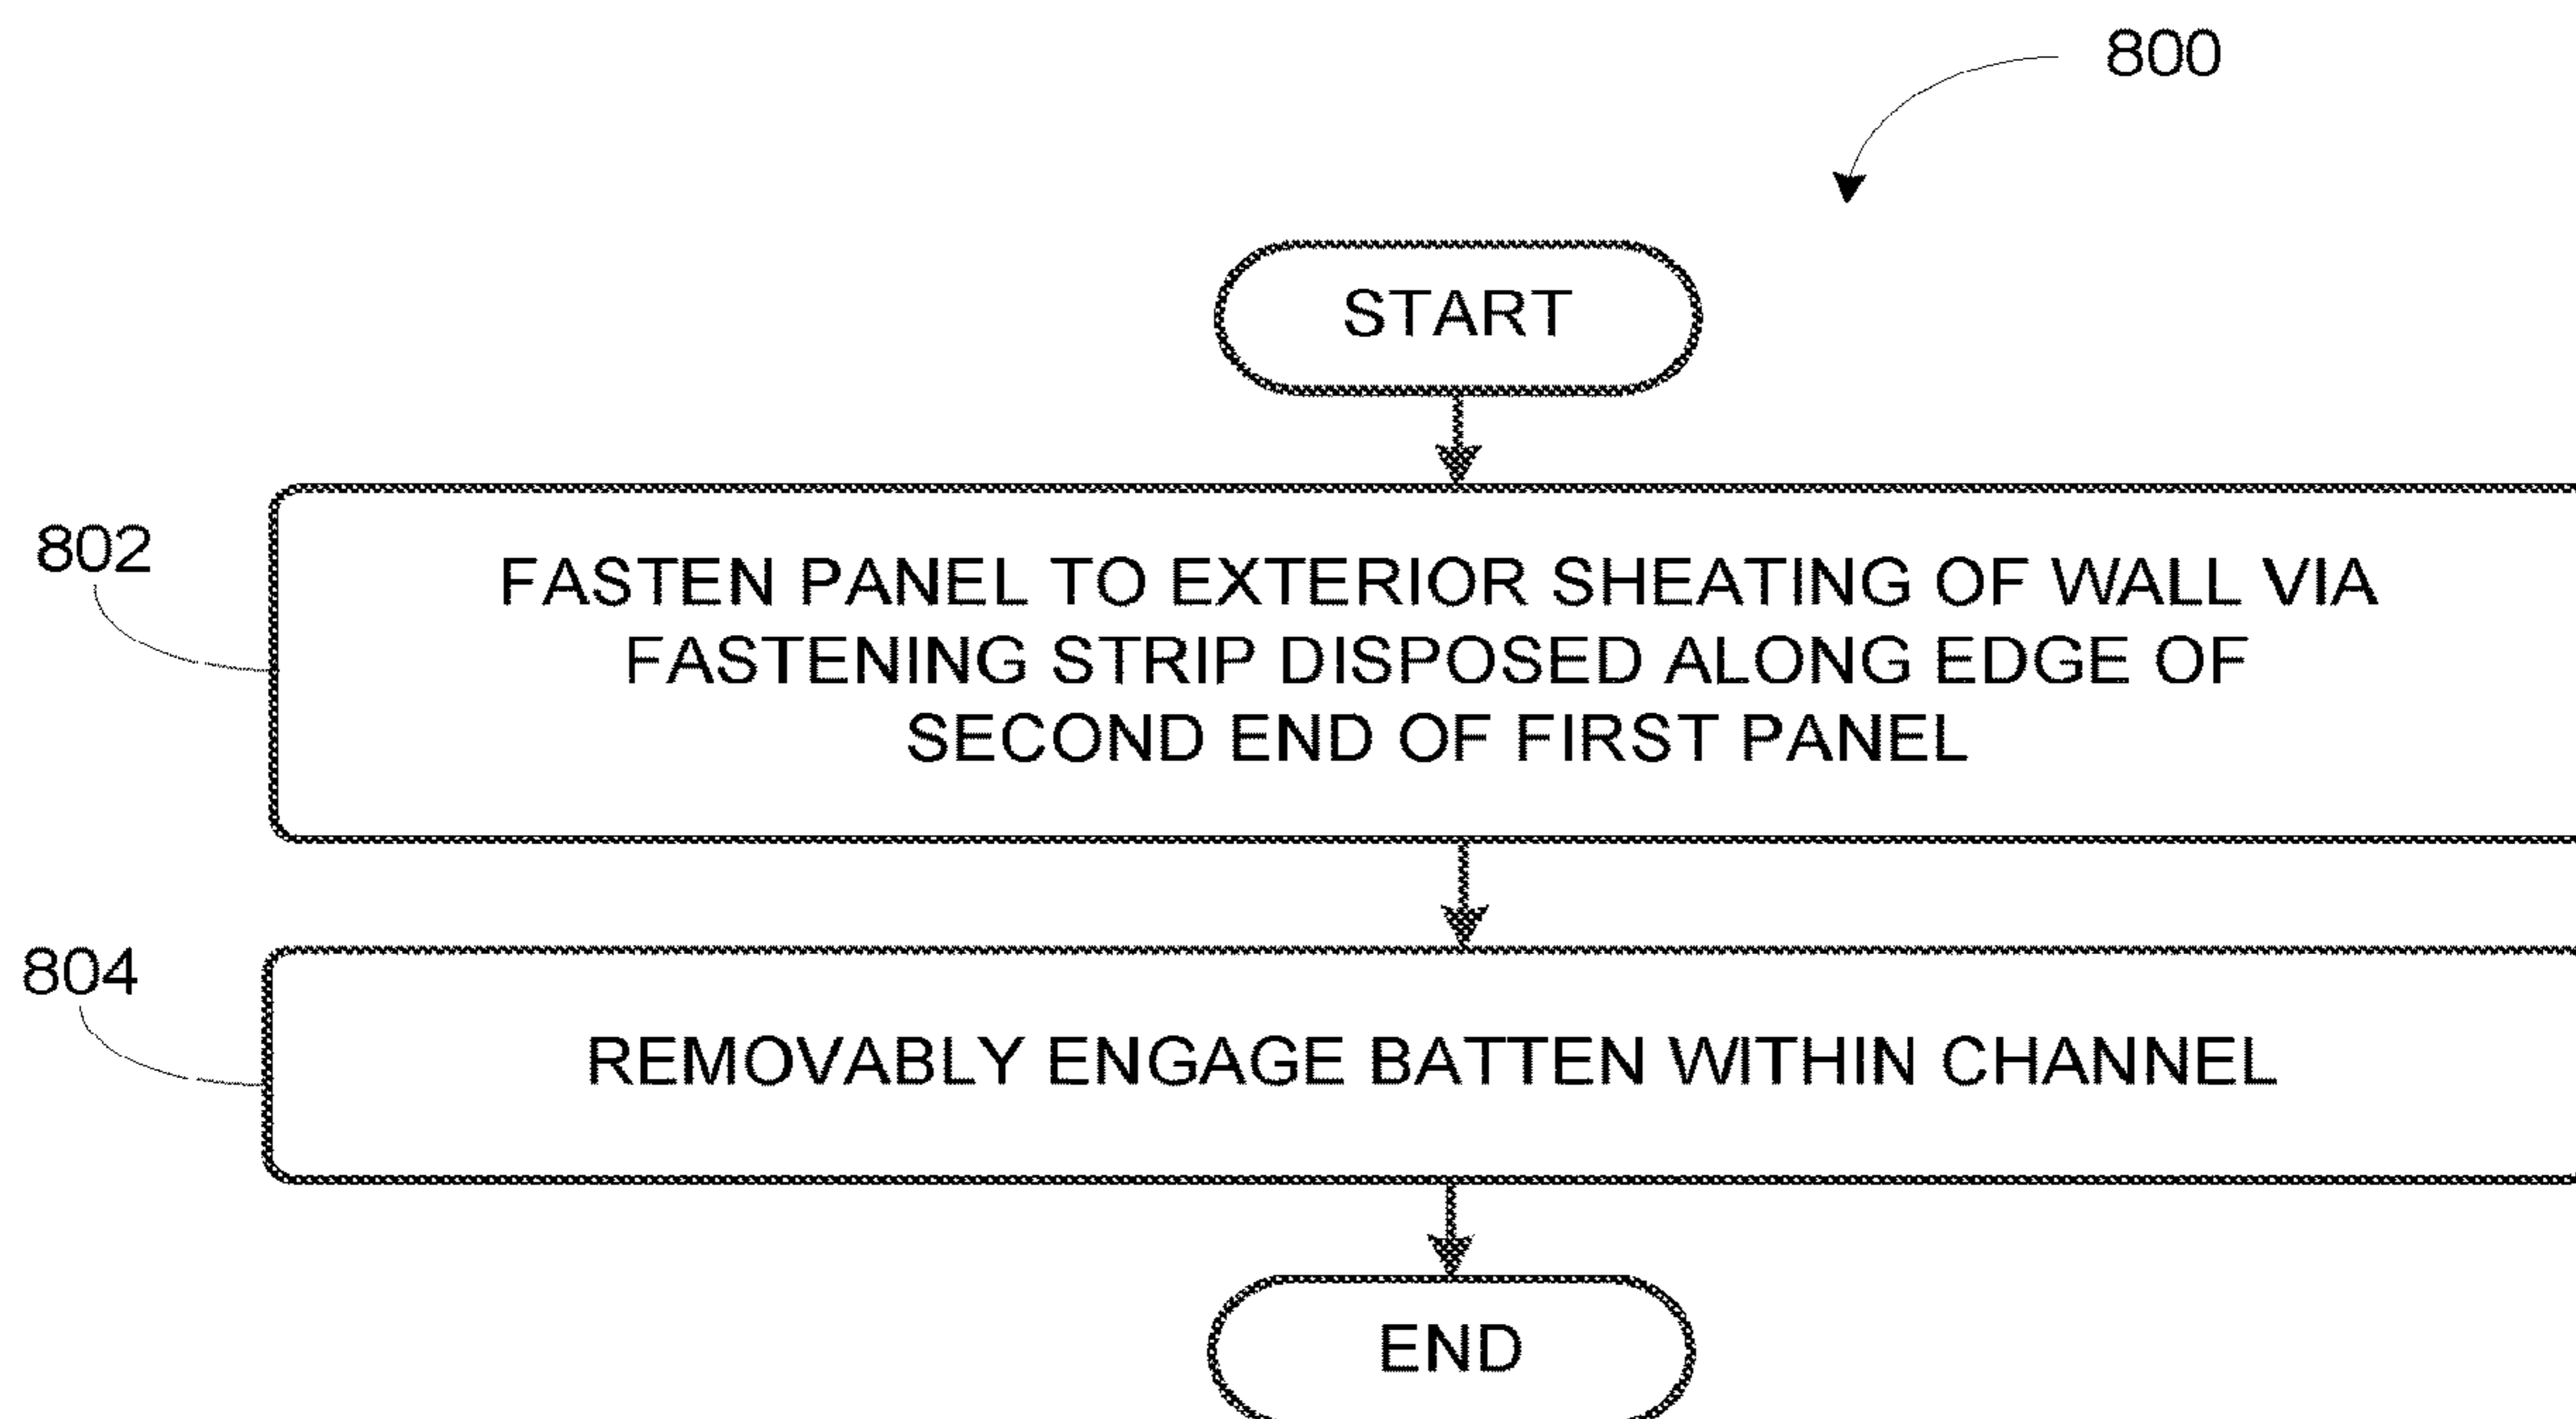 800
START
802
FASTEN PANEL TO EXTERIOR SHEATING OF WALL VIA
FASTENING STRIP DISPOSED ALONG EDGE OF
SECOND END OF FIRST PANEL
804
REMOVABLY ENGAGE BATTEN WITHIN CHANNEL
END